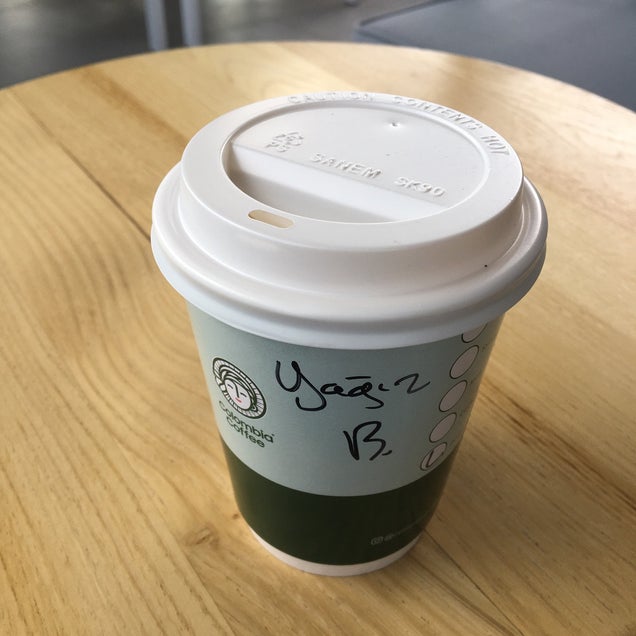 CAUTION CONTENTS HOT
SANEM SK90
Colombia
Coffee
Yağız
B.